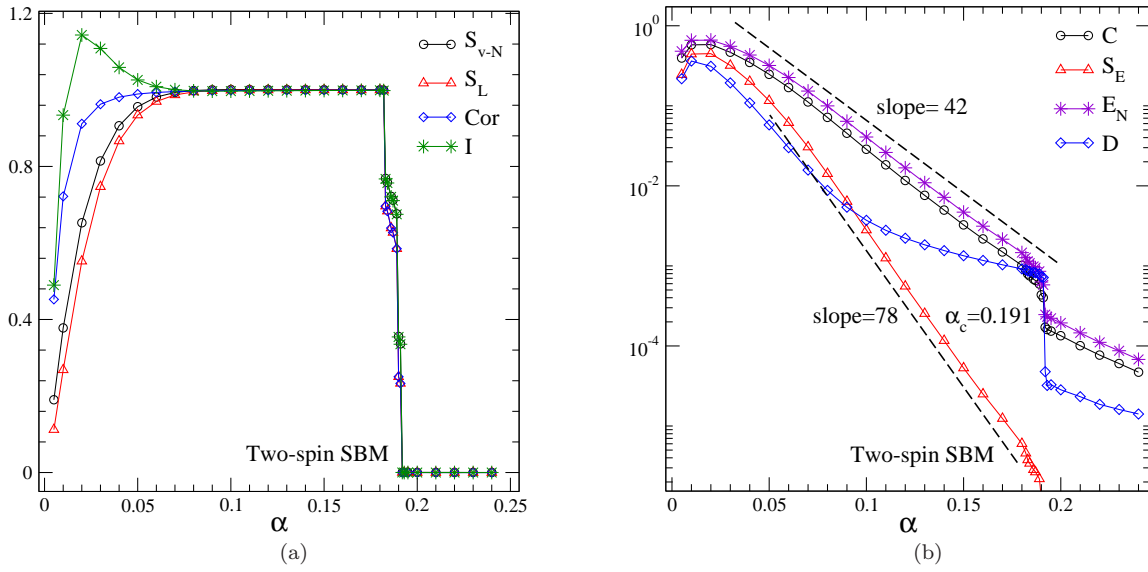 1.2
0.8
0.4
0
S_{v-N}
S_L
Cor
I
Two-spin SBM
0 0.05 0.1 0.15 0.2 0.25
α
(a)
10^0
10^{-2}
10^{-4}
C
S_E
E_N
D
slope= 42
slope=78
α_c=0.191
Two-spin SBM
0 0.05 0.1 0.15 0.2
α
(b)